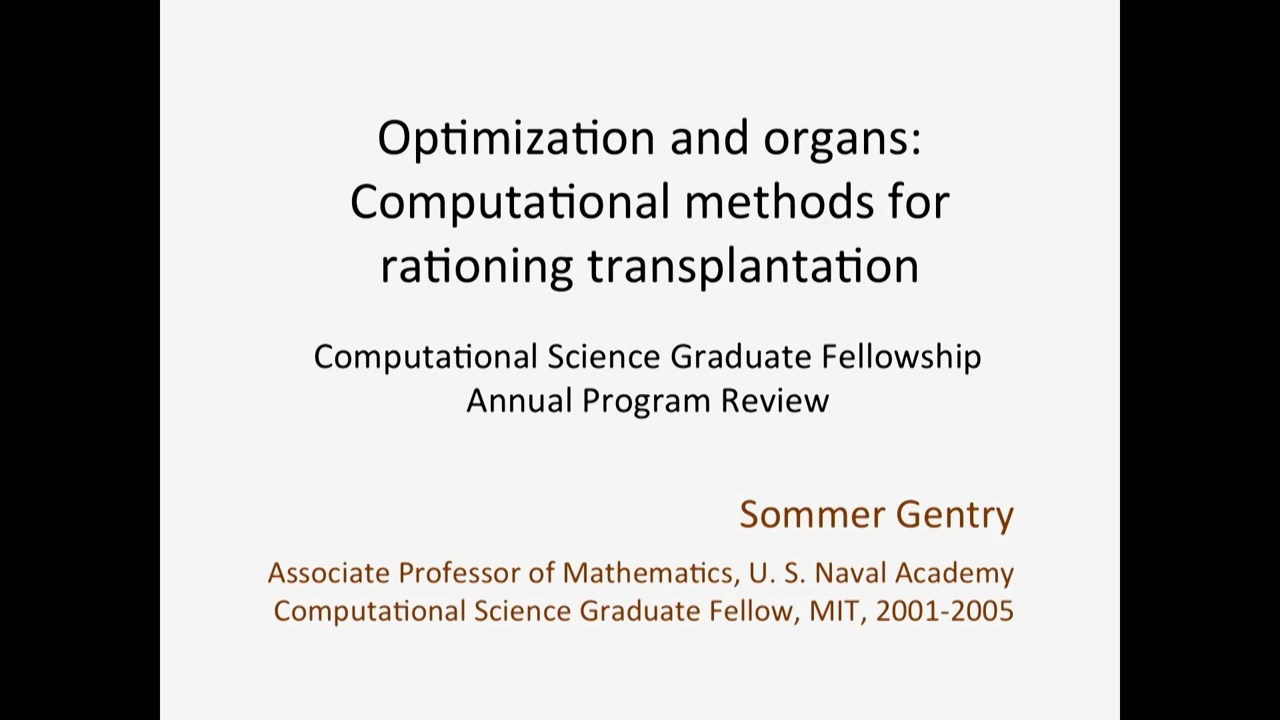 Optimization and organs:
Computational methods for
rationing transplantation
Computational Science Graduate Fellowship
Annual Program Review
Sommer Gentry
Associate Professor of Mathematics, U. S. Naval Academy
Computational Science Graduate Fellow, MIT, 2001-2005